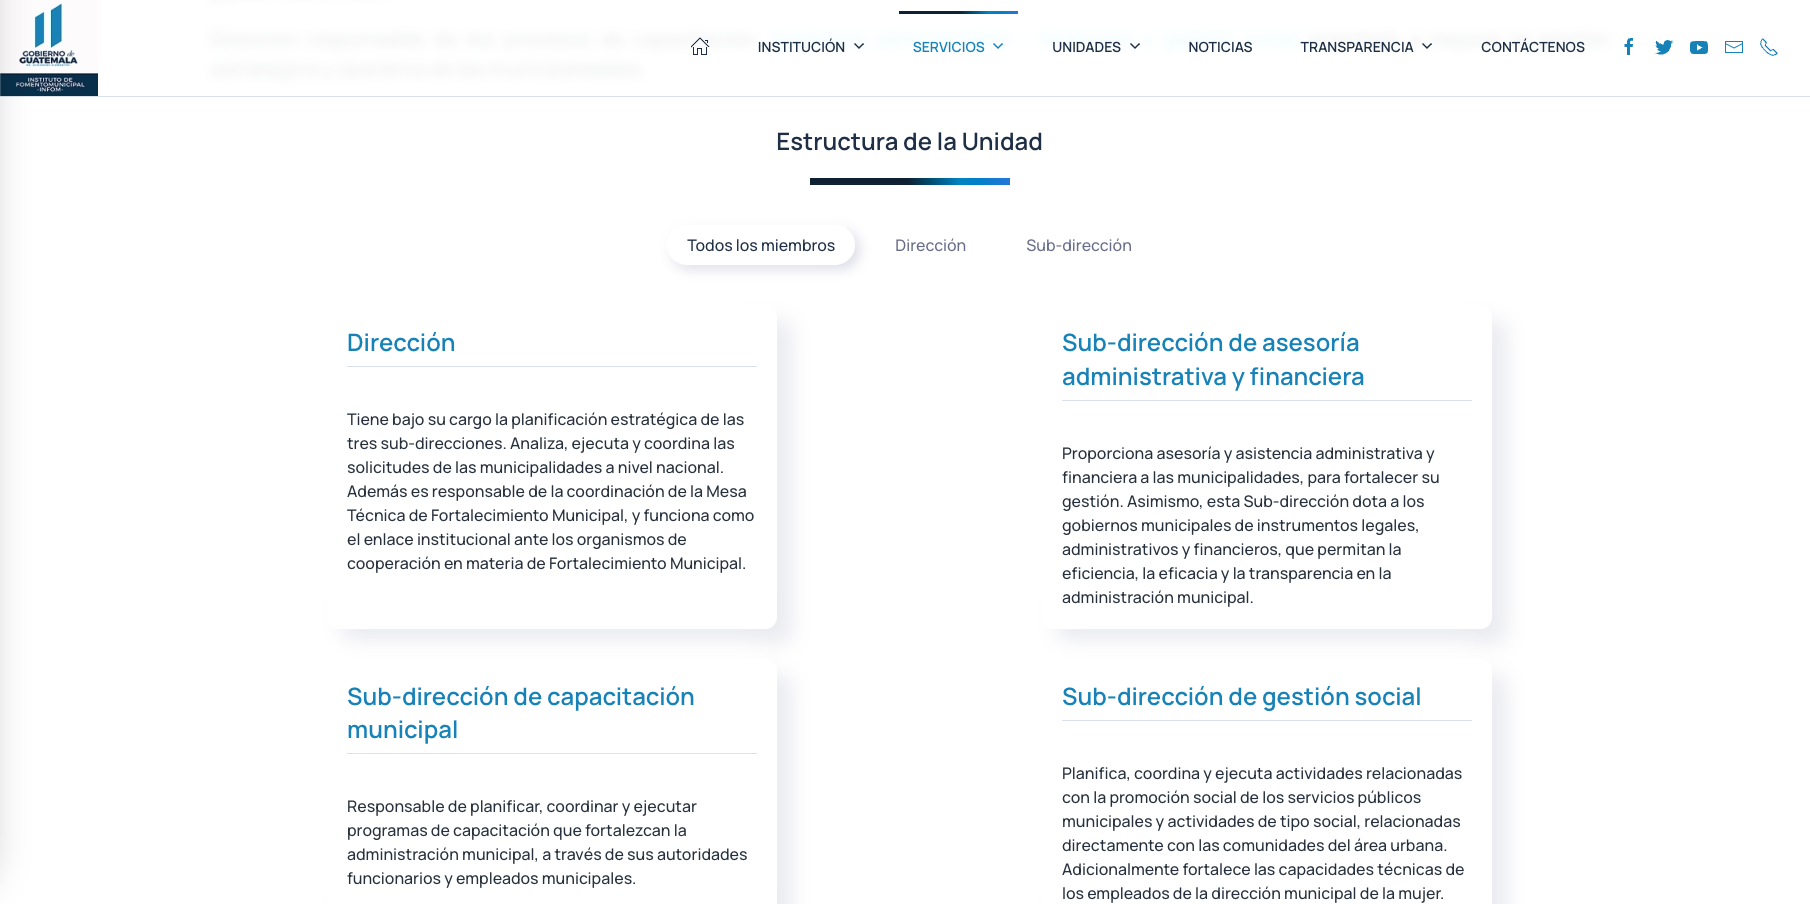 GOBIERNO de
GUATEMALA
INSTITUTO DE
FOMENTOMUNICIPAL
-INFOM-
INSTITUCIÓN
SERVICIOS
UNIDADES
NOTICIAS
TRANSPARENCIA
CONTÁCTENOS
Estructura de la Unidad
Todos los miembros
Dirección
Sub-dirección
Dirección
Tiene bajo su cargo la planificación estratégica de las
tres sub-direcciones. Analiza, ejecuta y coordina las
solicitudes de las municipalidades a nivel nacional.
Además es responsable de la coordinación de la Mesa
Técnica de Fortalecimiento Municipal, y funciona como
el enlace institucional ante los organismos de
cooperación en materia de Fortalecimiento Municipal.
Sub-dirección de asesoría
administrativa y financiera
Proporciona asesoría y asistencia administrativa y
financiera a las municipalidades, para fortalecer su
gestión. Asimismo, esta Sub-dirección dota a los
gobiernos municipales de instrumentos legales,
administrativos y financieros, que permitan la
eficiencia, la eficacia y la transparencia en la
administración municipal.
Sub-dirección de capacitación
municipal
Responsable de planificar, coordinar y ejecutar
programas de capacitación que fortalezcan la
administración municipal, a través de sus autoridades
funcionarios y empleados municipales.
Sub-dirección de gestión social
Planifica, coordina y ejecuta actividades relacionadas
con la promoción social de los servicios públicos
municipales y actividades de tipo social, relacionadas
directamente con las comunidades del área urbana.
Adicionalmente fortalece las capacidades técnicas de
los empleados de la dirección municipal de la mujer.